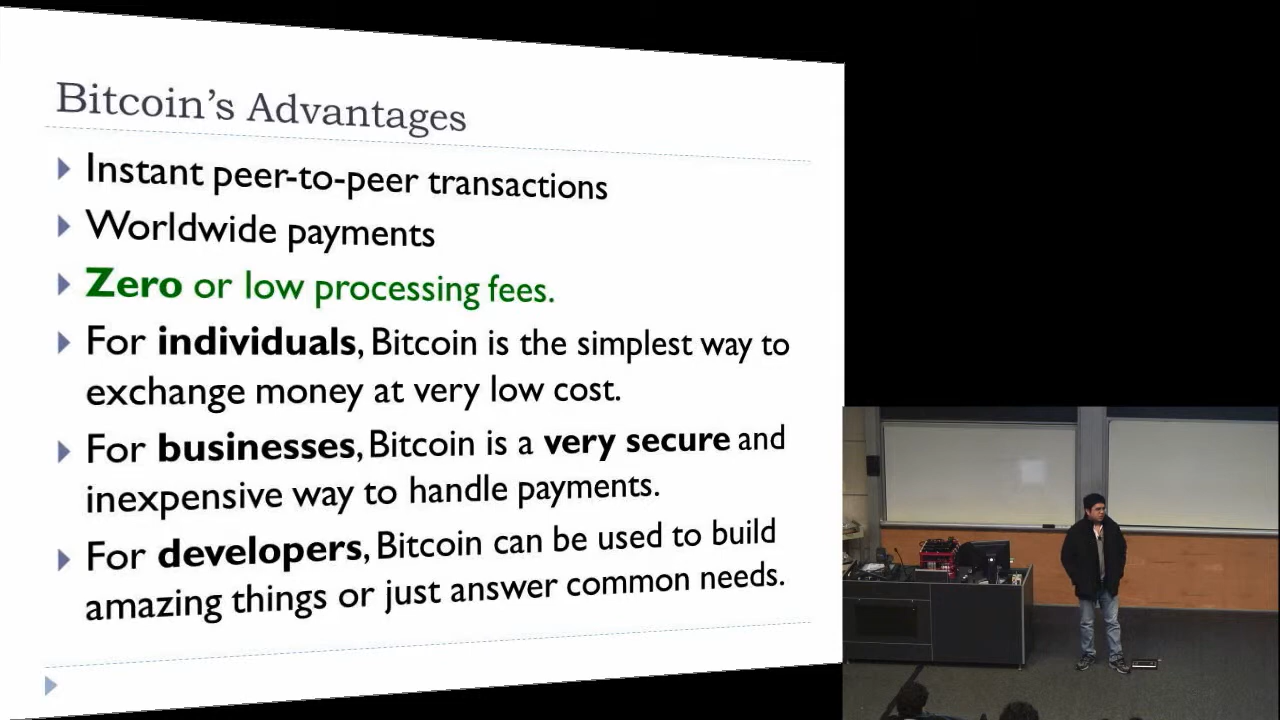 Bitcoin's Advantages
Instant peer-to-peer transactions
Worldwide payments
Zero or low processing fees.
For individuals, Bitcoin is the simplest way to
exchange money at very low cost.
For businesses, Bitcoin is a very secure and
inexpensive way to handle payments.
For developers, Bitcoin can be used to build
amazing things or just answer common needs.